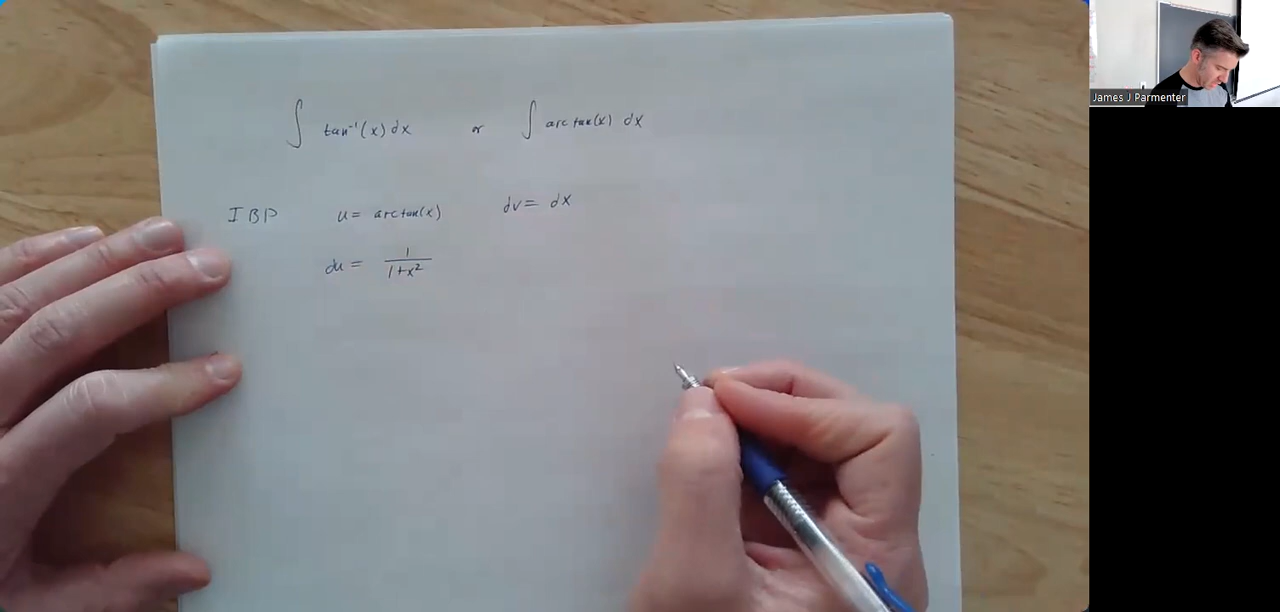 ∫ tan⁻¹(x) dx or ∫ arctan(x) dx
IBP u = arctan(x) dv = dx
du = 1/(1+x²)
James J Parmenter